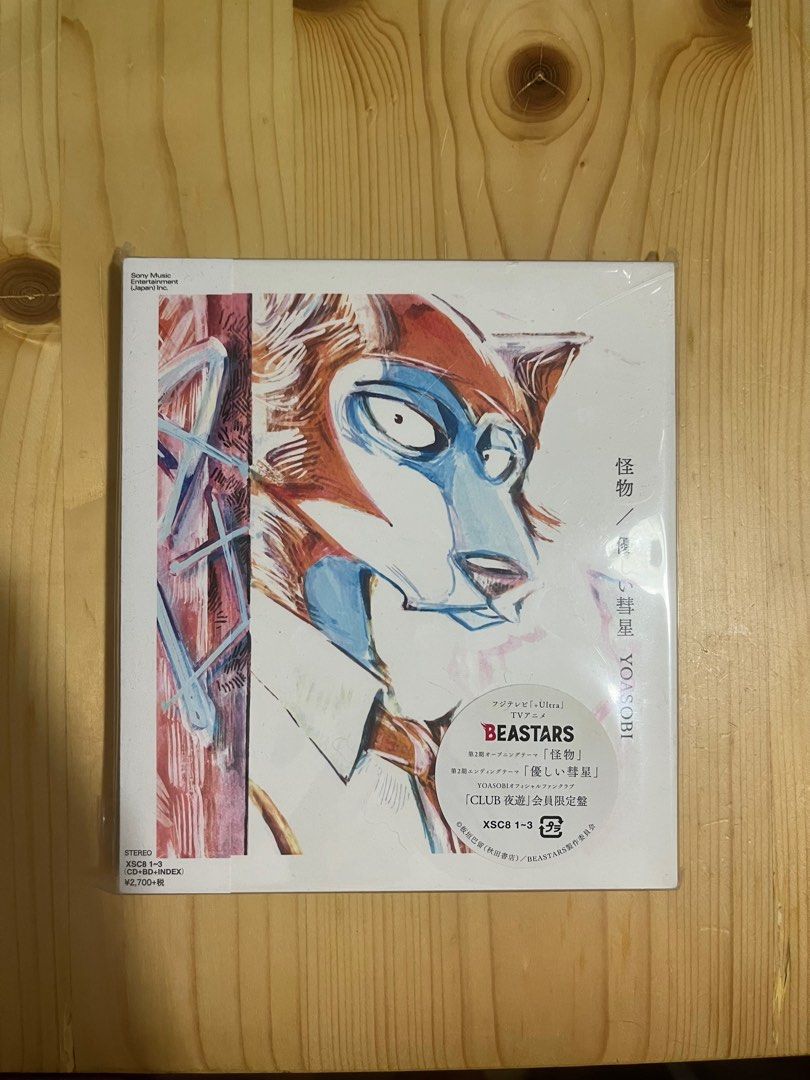 Sony Music
Entertainment
(Japan) Inc.
怪物／優しい彗星 YOASOBI
フジテレビ「+Ultra」
TVアニメ
BEASTARS
第2期オープニングテーマ「怪物」
第2期エンディングテーマ「優しい彗星」
YOASOBIオフィシャルファンクラブ
「CLUB 夜遊」会員限定盤
XSC8 1~3 プラ
©板垣巴留（秋田書店）／BEASTARS製作委員会
STEREO
XSC8 1~3
(CD+BD+INDEX)
¥2,700+税